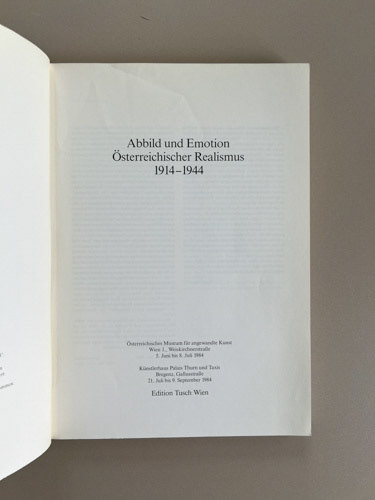 Abbild und Emotion
Österreichischer Realismus
1914–1944
Österreichisches Museum für angewandte Kunst
Wien 1., Weiskirchnerstraße
5. Juni bis 8. Juli 1984
Künstlerhaus Palais Thurn und Taxis
Bregenz, Gallusstraße
21. Juli bis 9. September 1984
Edition Tusch Wien